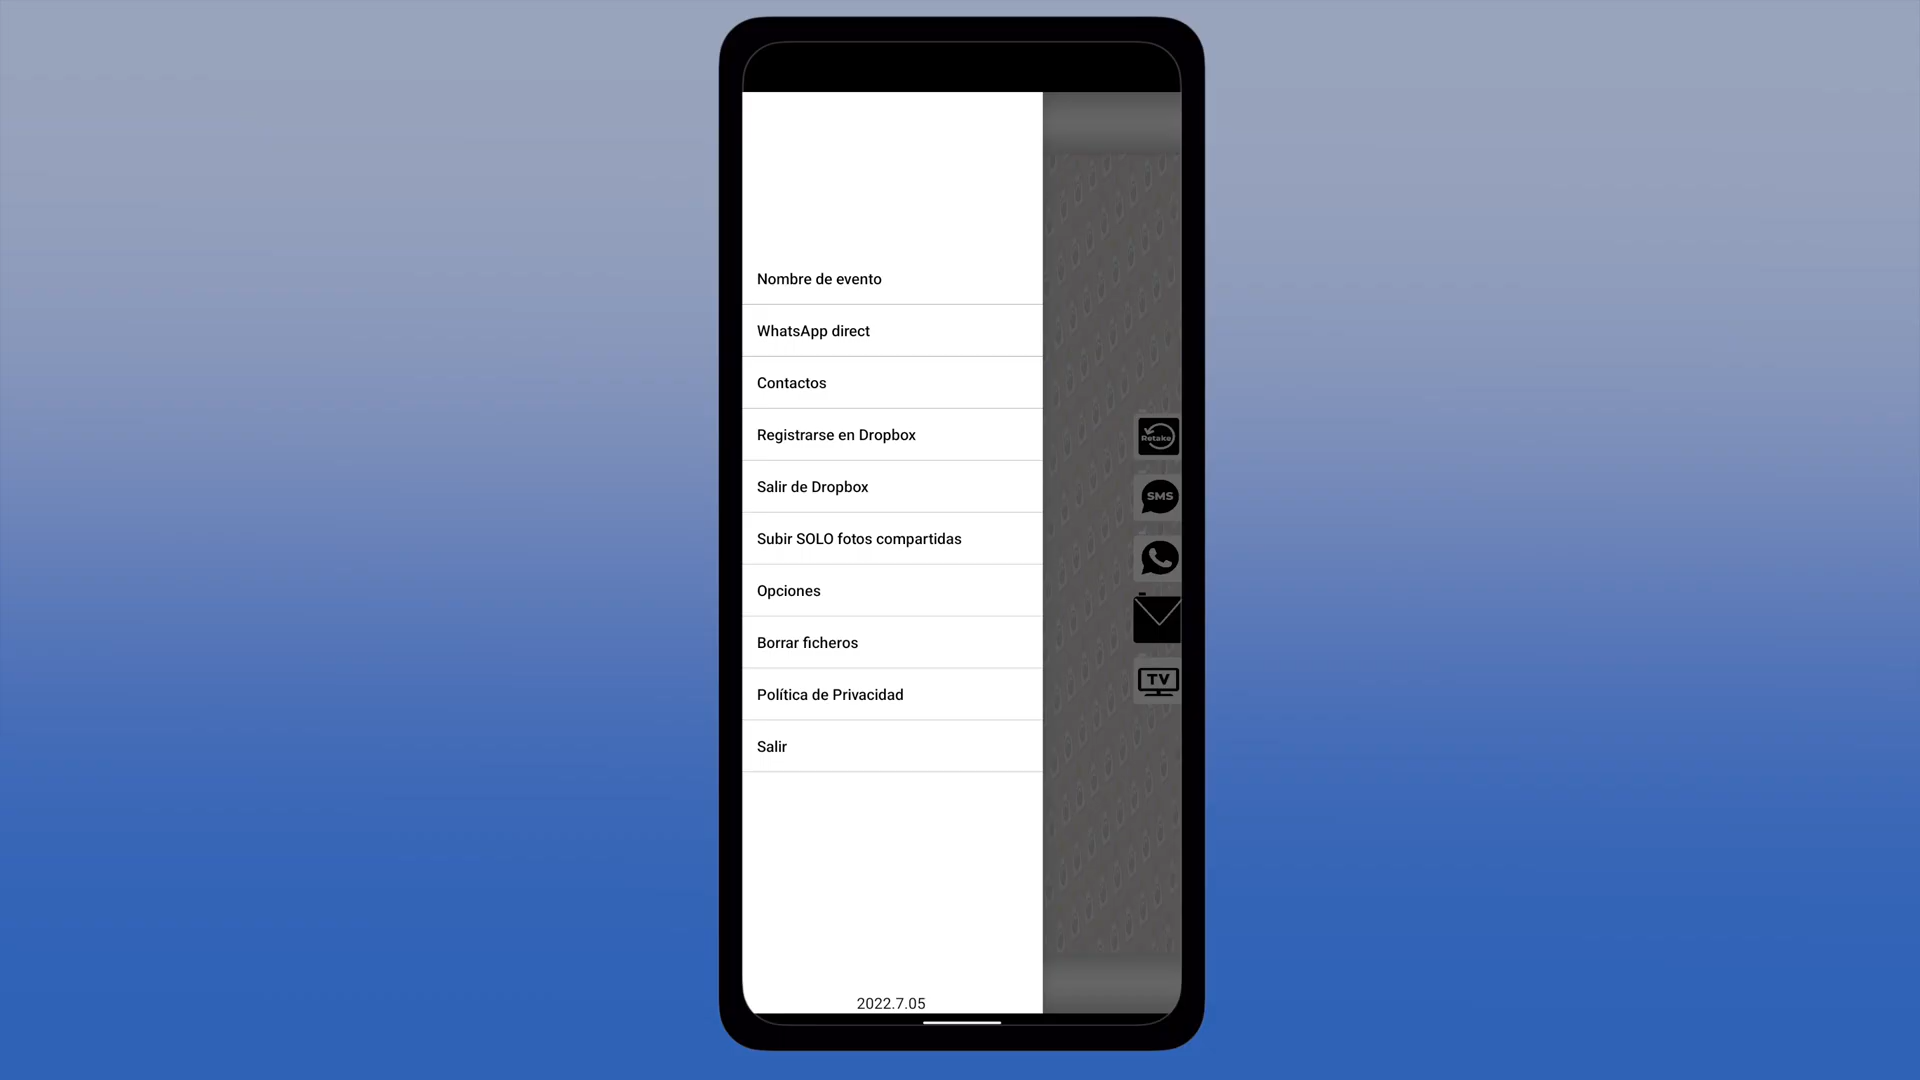 Nombre de evento
WhatsApp direct
Contactos
Registrarse en Dropbox
Retake
Salir de Dropbox
SMS
Subir SOLO fotos compartidas
Opciones
Borrar ficheros
Política de Privacidad
TV
Salir
2022.7.05